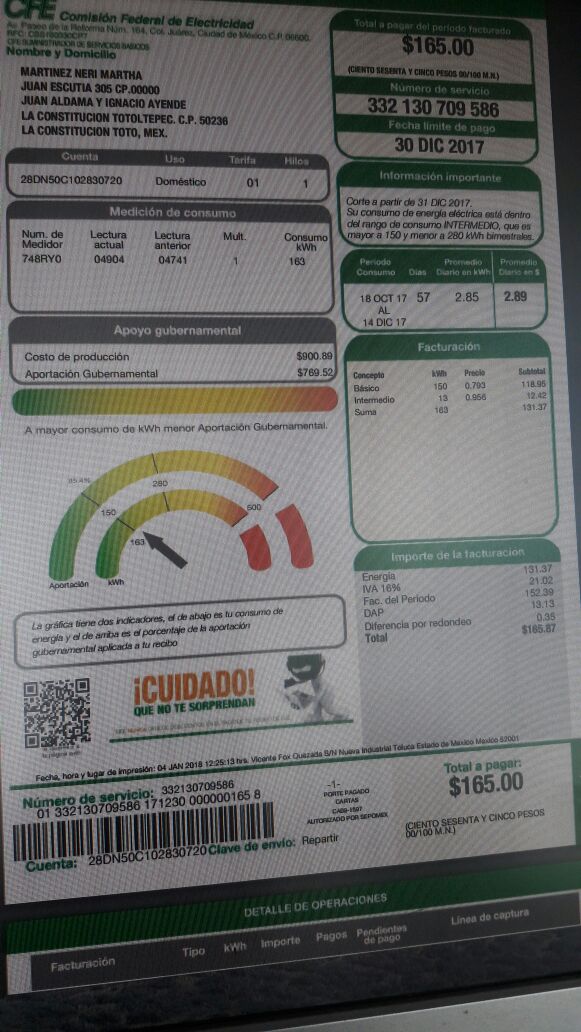 CFE Comisión Federal de Electricidad
Av. Paseo de la Reforma Núm. 164, Col. Juárez, Ciudad de México C.P. 06600.
CFE SUMINISTRADOR DE SERVICIOS BASICOS
Nombre y Domicilio
MARTINEZ NERI MARTHA
JUAN ESCUTIA 305 CP.00000
JUAN ALDAMA Y IGNACIO AYENDE
LA CONSTITUCION TOTOLTEPEC. C.P. 50236
LA CONSTITUCION TOTO, MEX.
Total a pagar del periodo facturado
$165.00
(CIENTO SESENTA Y CINCO PESOS 00/100 M.N.)
Número de servicio
332 130 709 586
Fecha límite de pago
30 DIC 2017
Cuenta Uso Tarifa Hilos
28DN50C102830720 Doméstico 01 1
Información importante
Corte a partir de 31 DIC 2017.
Su consumo de energía eléctrica está dentro
del rango de consumo INTERMEDIO, que es
mayor a 150 y menor a 280 kWh bimestrales.
Medición de consumo
Num. de Medidor Lectura actual Lectura anterior Mult. Consumo kWh
748RY0 04904 04741 1 163
Periodo Consumo Dias Promedio Diario en kWh Promedio Diario en $
18 OCT 17 AL 14 DIC 17 57 2.85 2.89
Apoyo gubernamental
Costo de producción $900.89
Aportación Gubernamental $769.52
A mayor consumo de kWh menor Aportación Gubernamental.
Facturación
Concepto kWh Precio Subtotal
Básico 150 0.793 118.95
Intermedio 13 0.956 12.42
Suma 163 131.37
85.4%
280
150
500
163
Aportación kWh
La gráfica tiene dos indicadores, el de abajo es tu consumo de
energía y el de arriba es el porcentaje de la aportación
gubernamental aplicada a tu recibo
Importe de la facturación
Energía 131.37
IVA 16% 21.02
Fac. del Periodo 152.39
DAP 13.13
Diferencia por redondeo 0.35
Total $165.87
¡CUIDADO!
QUE NO TE SORPRENDAN
Fecha, hora y lugar de impresión: 04 JAN 2018 12:25:13 hrs. Vicente Fox Quezada S/N Nueva Industrial Toluca Estado de Mexico Mexico 52001
Número de servicio: 332130709586
01 332130709586 171230 000000165 8
Cuenta: 28DN50C102830720 Clave de envío: Repartir
-1-
PORTE PAGADO
CARTAS
CA09-1597
AUTORIZADO POR SEPOMEX
Total a pagar:
$165.00
(CIENTO SESENTA Y CINCO PESOS
00/100 M.N.)
DETALLE DE OPERACIONES
Facturación Tipo kWh Importe Pagos Pendientes de pago Línea de captura